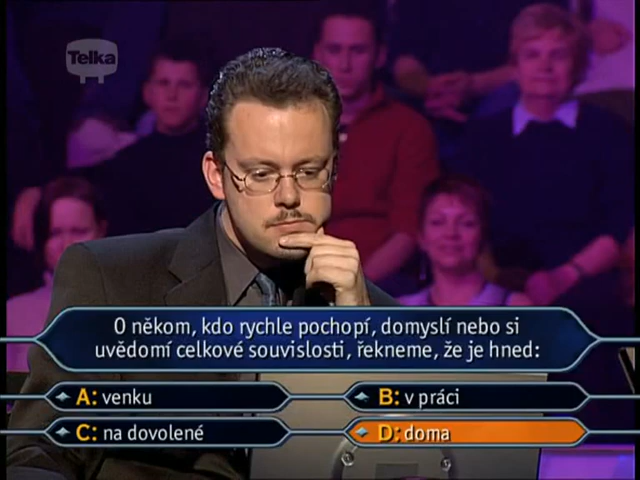 Telka
O někom, kdo rychle pochopí, domyslí nebo si
uvědomí celkové souvislosti, řekneme, že je hned:
A: venku
B: v práci
C: na dovolené
D: doma